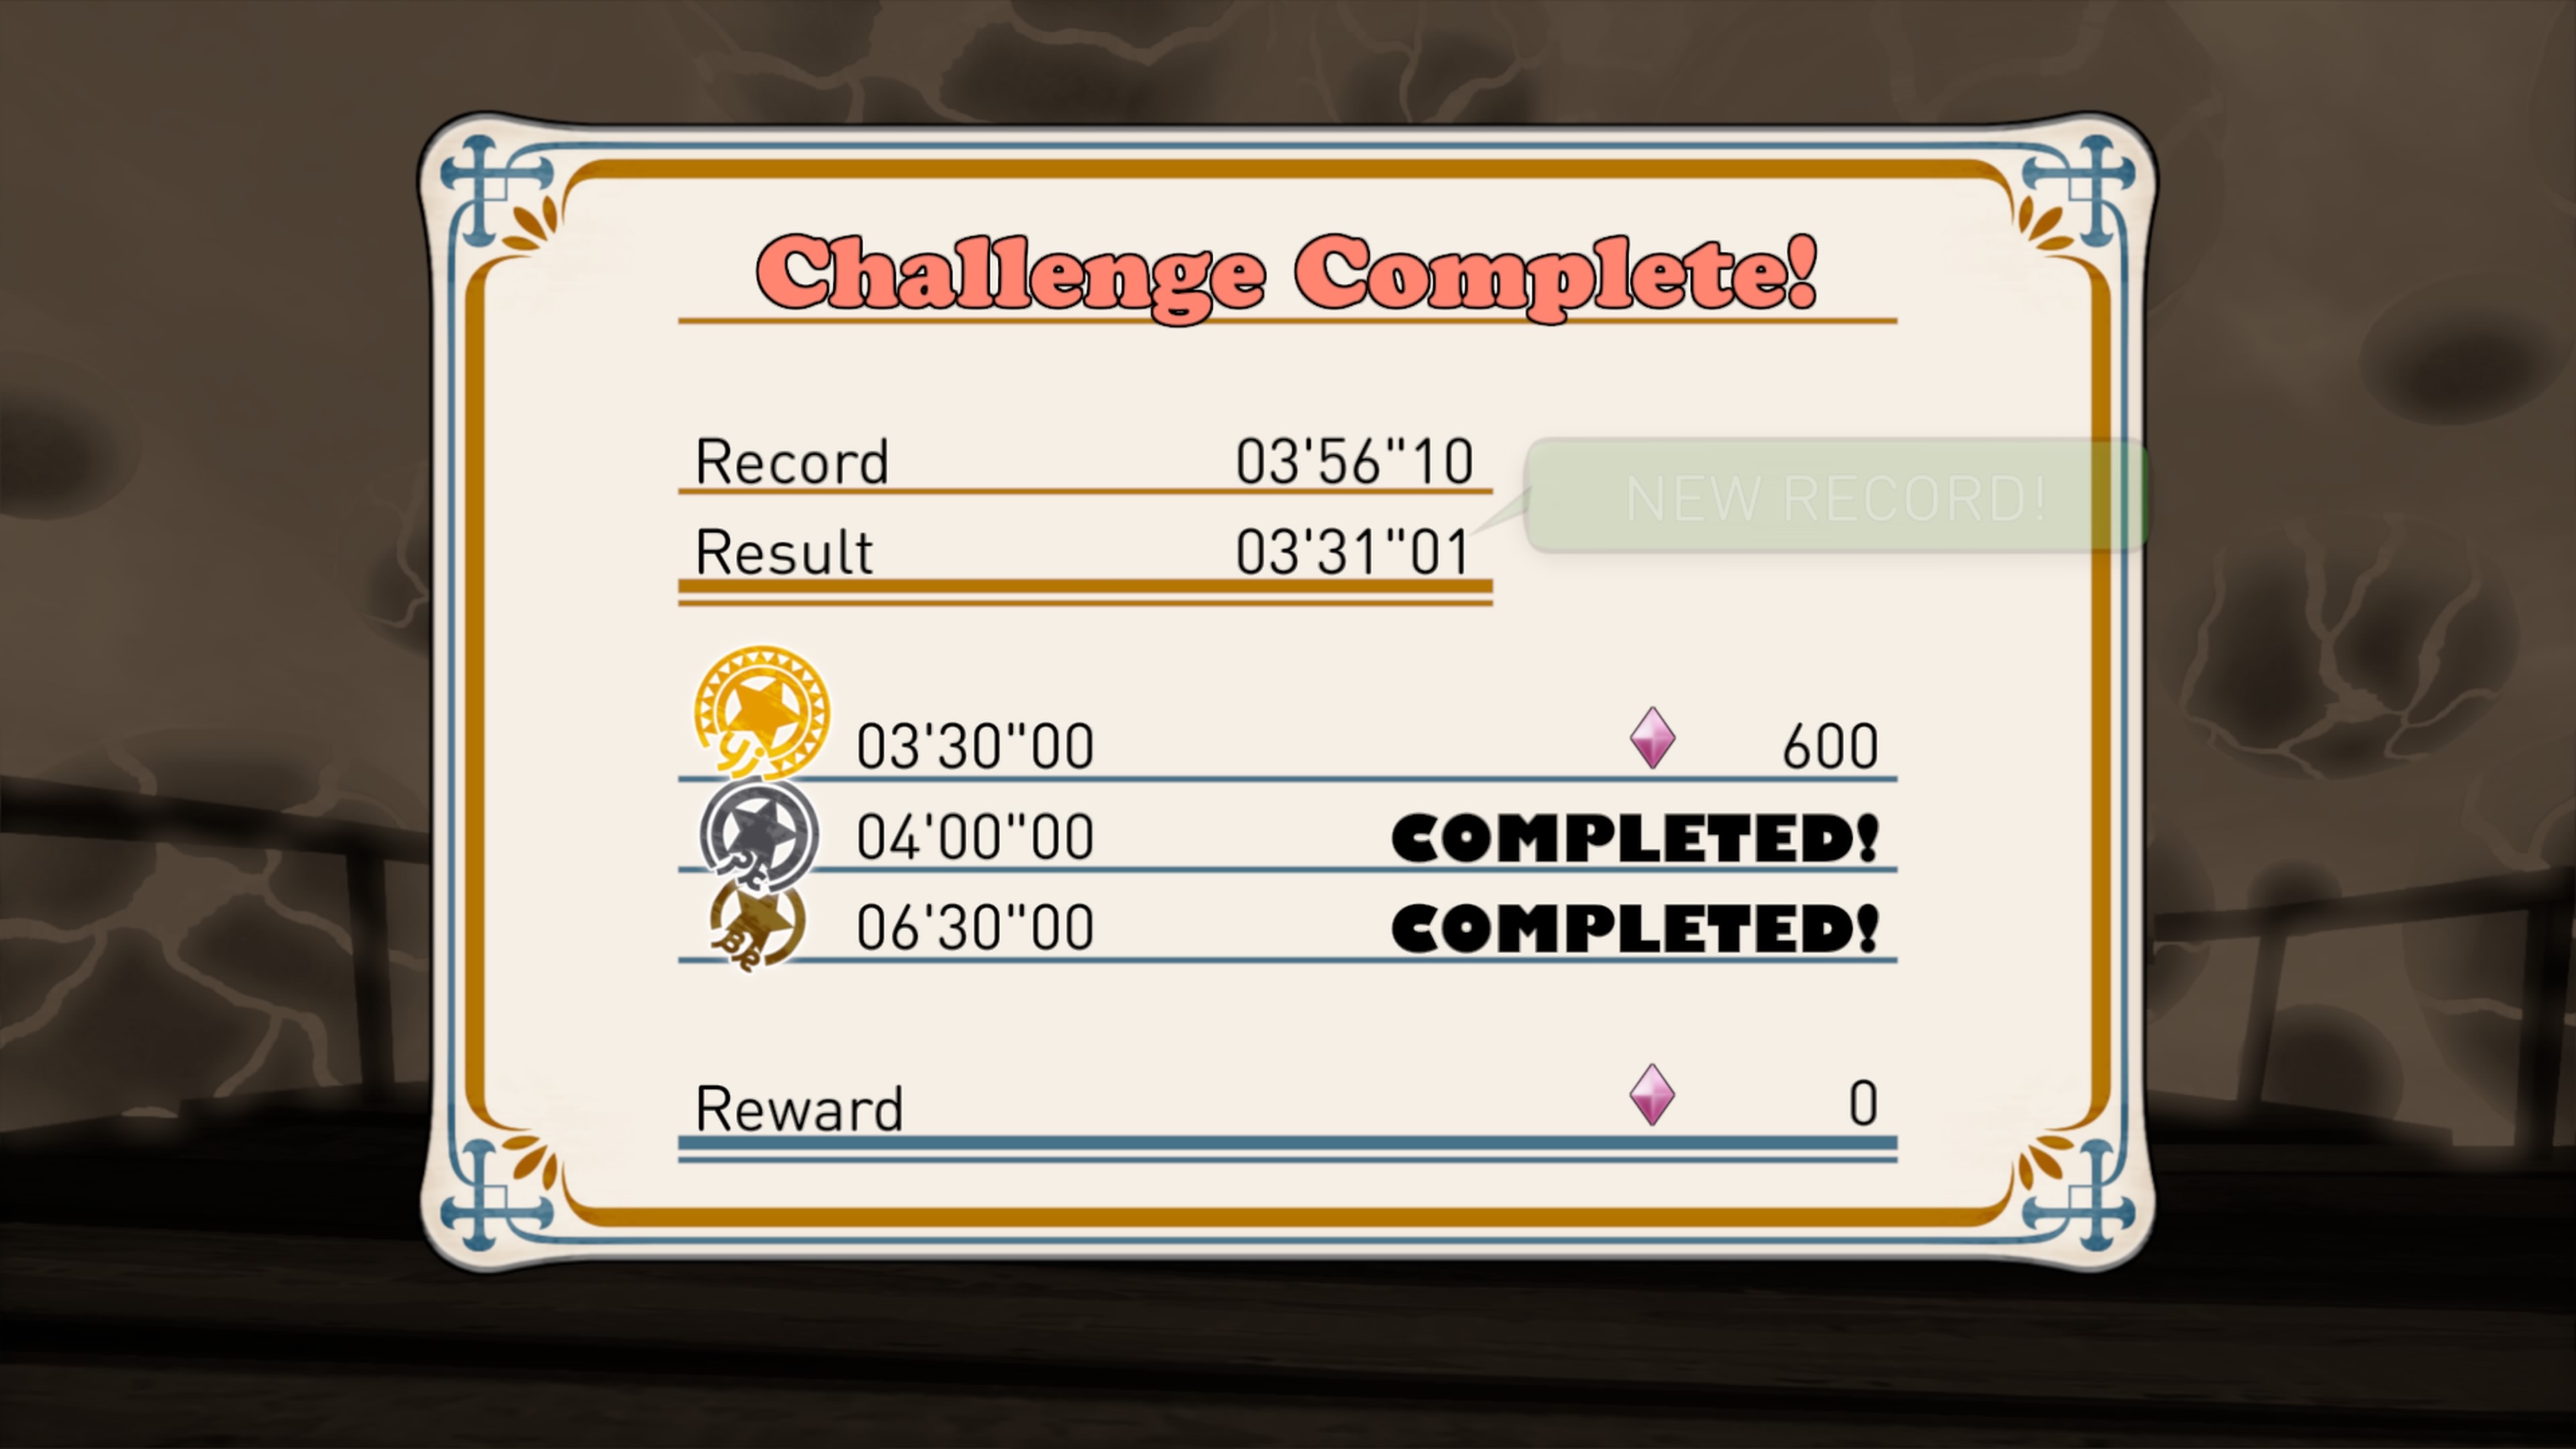 Challenge Complete!
Record 03'56"10
NEW RECORD!
Result 03'31"01
03'30"00 600
04'00"00 COMPLETED!
06'30"00 COMPLETED!
Reward 0